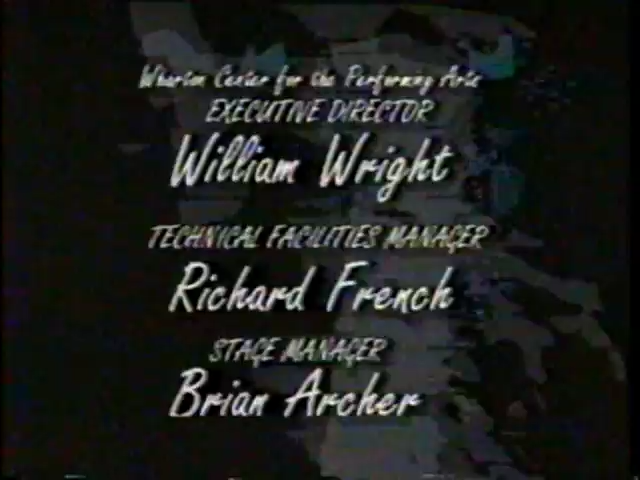 Wharton Center for the Performing Arts
EXECUTIVE DIRECTOR
William Wright
TECHNICAL FACILITIES MANAGER
Richard French
STAGE MANAGER
Brian Archer